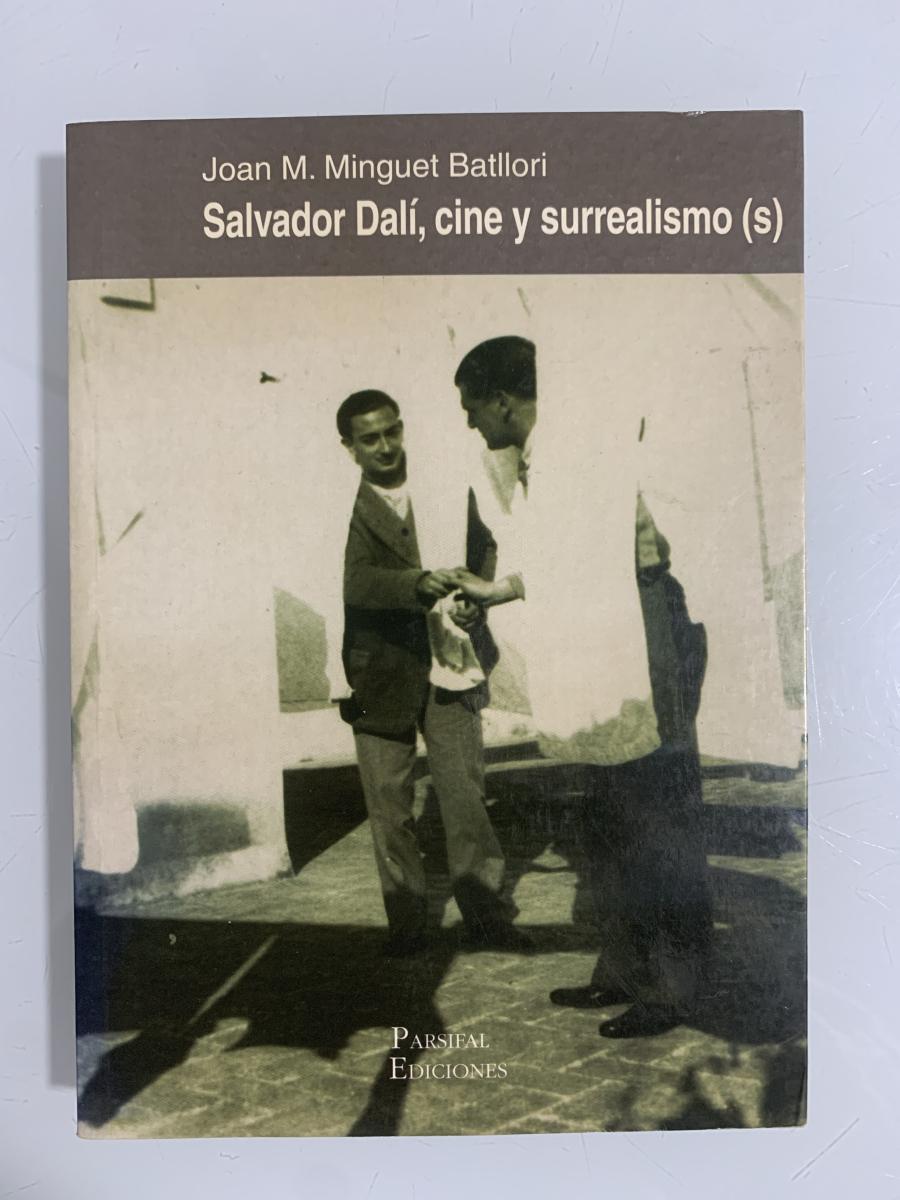 Joan M. Minguet Batllori
Salvador Dalí, cine y surrealismo (s)
PARSIFAL
EDICIONES